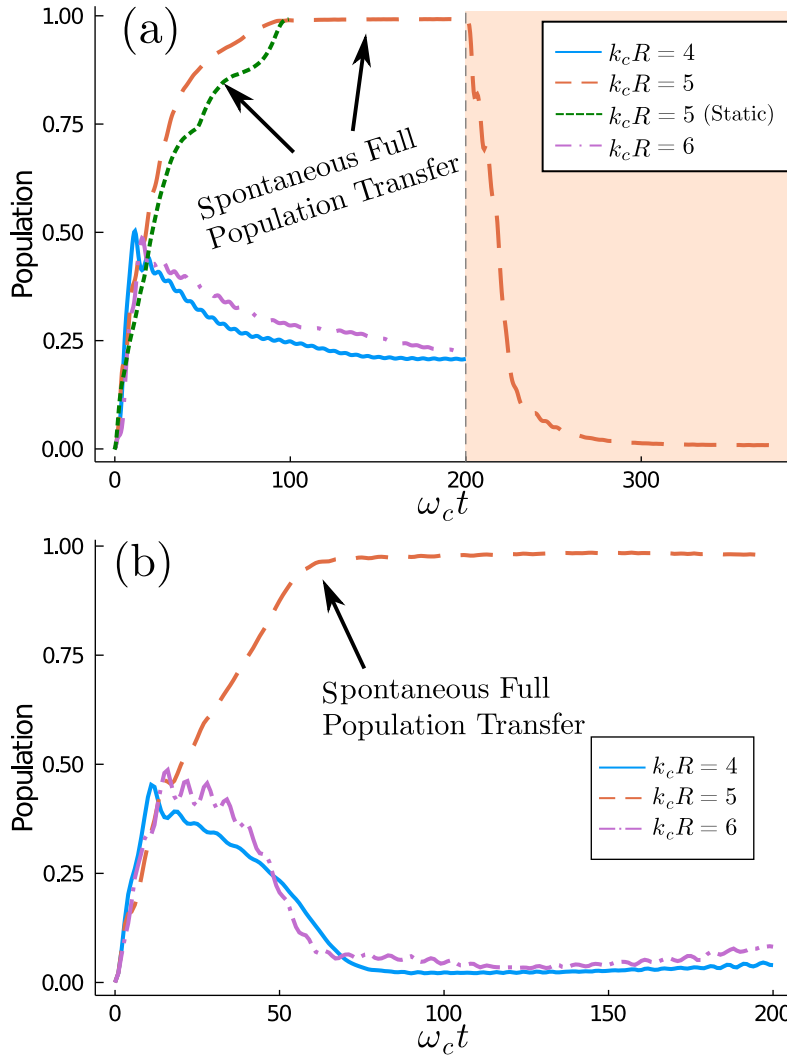 (a)
1.00
0.75
0.50
0.25
0.00
Population
Spontaneous Full
Population Transfer
k_cR = 4
k_cR = 5
k_cR = 5 (Static)
k_cR = 6
0
100
200
300
ω_ct
(b)
1.00
0.75
0.50
0.25
0.00
Population
Spontaneous Full
Population Transfer
k_cR = 4
k_cR = 5
k_cR = 6
0
50
100
150
200
ω_ct